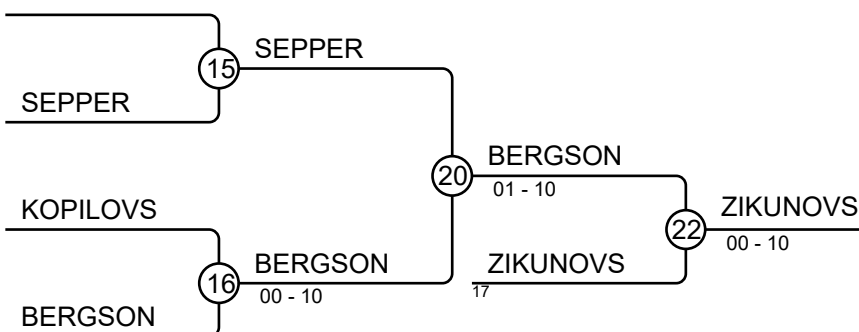 SEPPER
15
SEPPER
BERGSON
20
01 - 10
KOPILOVS
ZIKUNOVS
22
00 - 10
BERGSON
16
00 - 10
ZIKUNOVS
17
BERGSON